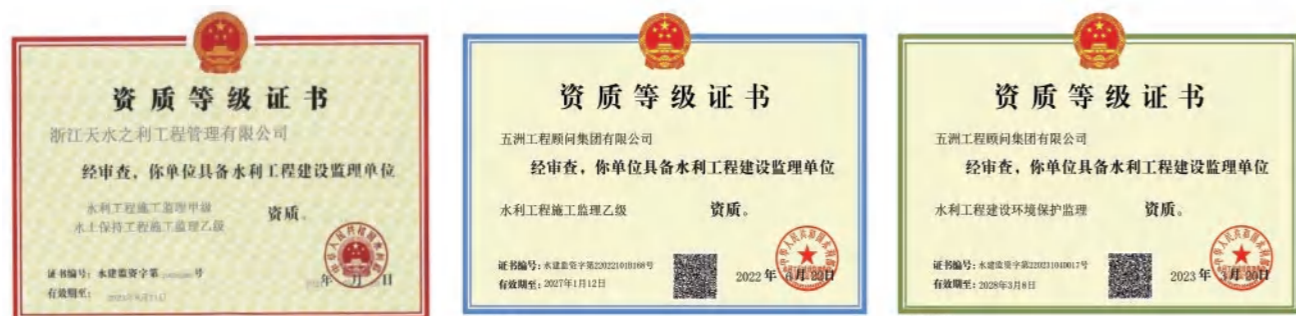 资质等级证书
浙江天水之利工程管理有限公司
经审查，你单位具备水利工程建设监理单位
水利工程施工监理甲级
水土保持工程施工监理乙级
资质。
证书编号：水建监资字第 号
有效期至：
年 月 日
资质等级证书
五洲工程顾问集团有限公司
经审查，你单位具备水利工程建设监理单位
水利工程施工监理乙级 资质。
证书编号：水建监资字第220221018168号
有效期至：2027年1月12日
2022年 6月 22日
资质等级证书
五洲工程顾问集团有限公司
经审查，你单位具备水利工程建设监理单位
水利工程建设环境保护监理 资质。
证书编号：水建监资字第220231040017号
有效期至：2028年3月8日
2023年